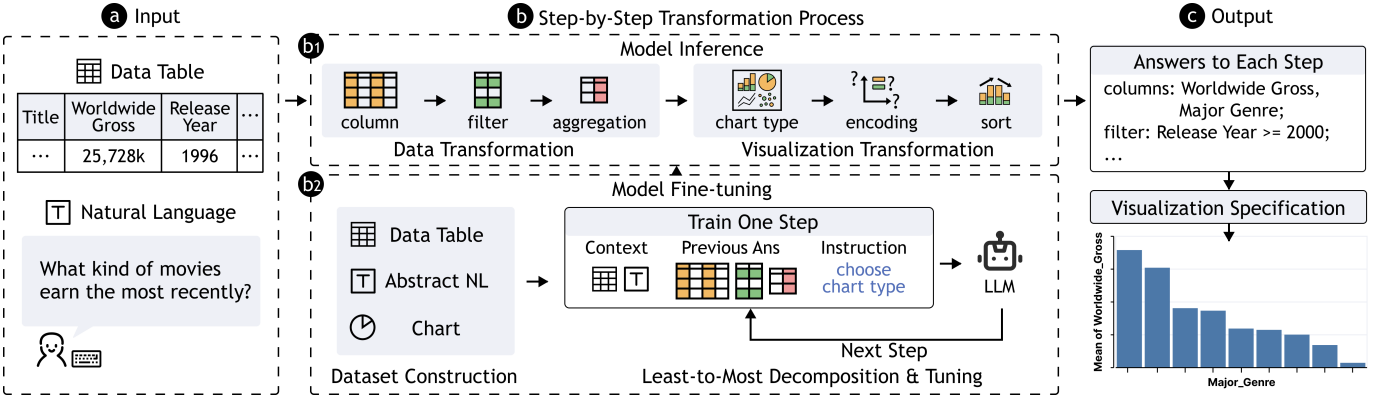 a Input
Data Table
Title
Worldwide Gross
Release Year
...
...
25,728k
1996
...
T Natural Language
What kind of movies
earn the most recently?
b Step-by-Step Transformation Process
b1
Model Inference
column
filter
aggregation
Data Transformation
? ? ?
chart type
encoding
sort
Visualization Transformation
b2
Model Fine-tuning
Data Table
T Abstract NL
Chart
Dataset Construction
Train One Step
Context
Previous Ans
Instruction
T
choose
chart type
LLM
Next Step
Least-to-Most Decomposition & Tuning
c Output
Answers to Each Step
columns: Worldwide Gross,
Major Genre;
filter: Release Year >= 2000;
...
Visualization Specification
Mean of Worldwide_Gross
Major_Genre